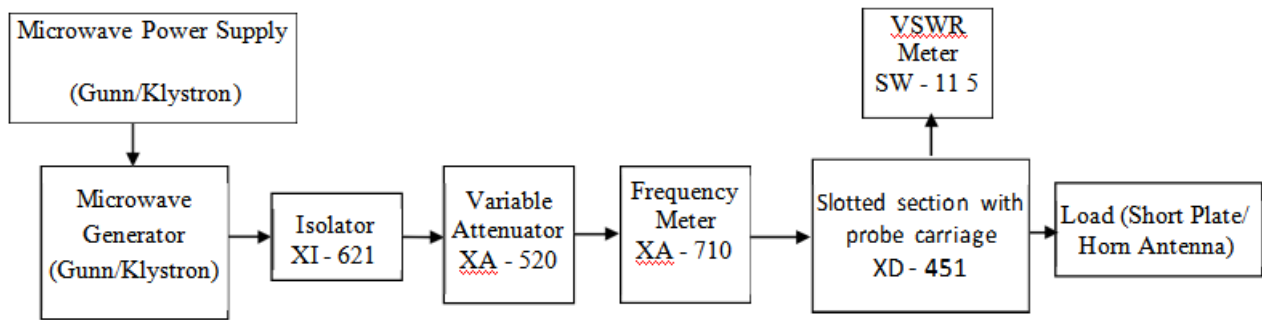 Microwave Power Supply
(Gunn/Klystron)
VSWR
Meter
SW - 11 5
Microwave
Generator
(Gunn/Klystron)
Isolator
XI - 621
Variable
Attenuator
XA - 520
Frequency
Meter
XA - 710
Slotted section with
probe carriage
XD - 451
Load (Short Plate/
Horn Antenna)